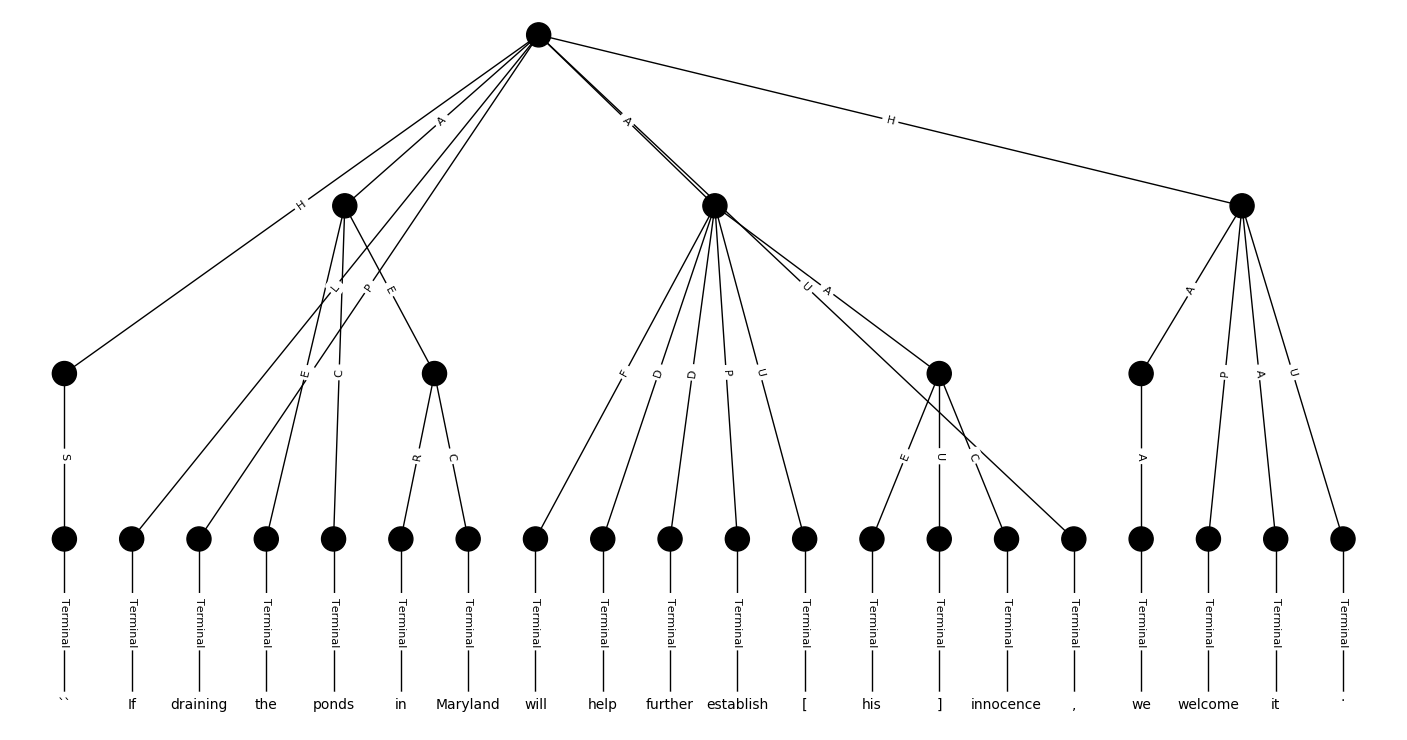 A A H
H
L P E U A A
E C F D D P U P A U
S R C E U C A
Terminal Terminal Terminal Terminal Terminal Terminal Terminal Terminal Terminal Terminal Terminal Terminal Terminal Terminal Terminal Terminal Terminal Terminal Terminal Terminal
`` If draining the ponds in Maryland will help further establish [ his ] innocence , we welcome it .